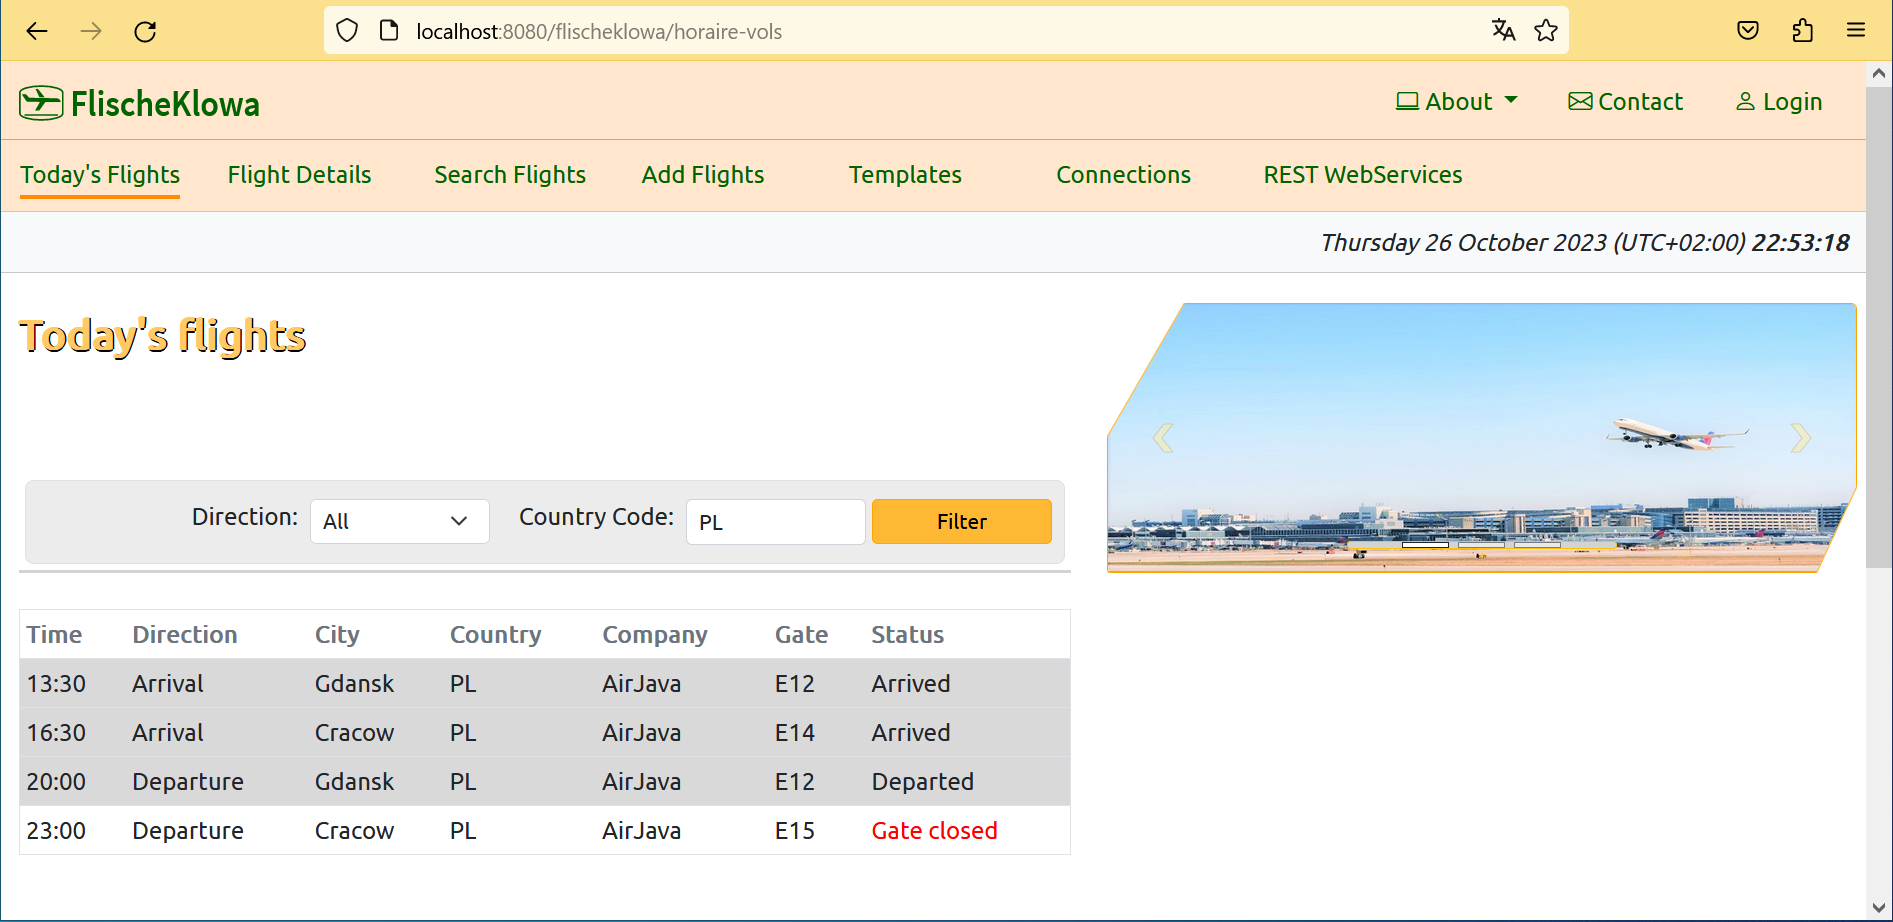 localhost:8080/flischeklowa/horaire-vols
FlischeKlowa
About Contact Login
Today's Flights Flight Details Search Flights Add Flights Templates Connections REST WebServices
Thursday 26 October 2023 (UTC+02:00) 22:53:18
Today's flights
Direction: All Country Code: PL Filter
Time Direction City Country Company Gate Status
13:30 Arrival Gdansk PL AirJava E12 Arrived
16:30 Arrival Cracow PL AirJava E14 Arrived
20:00 Departure Gdansk PL AirJava E12 Departed
23:00 Departure Cracow PL AirJava E15 Gate closed